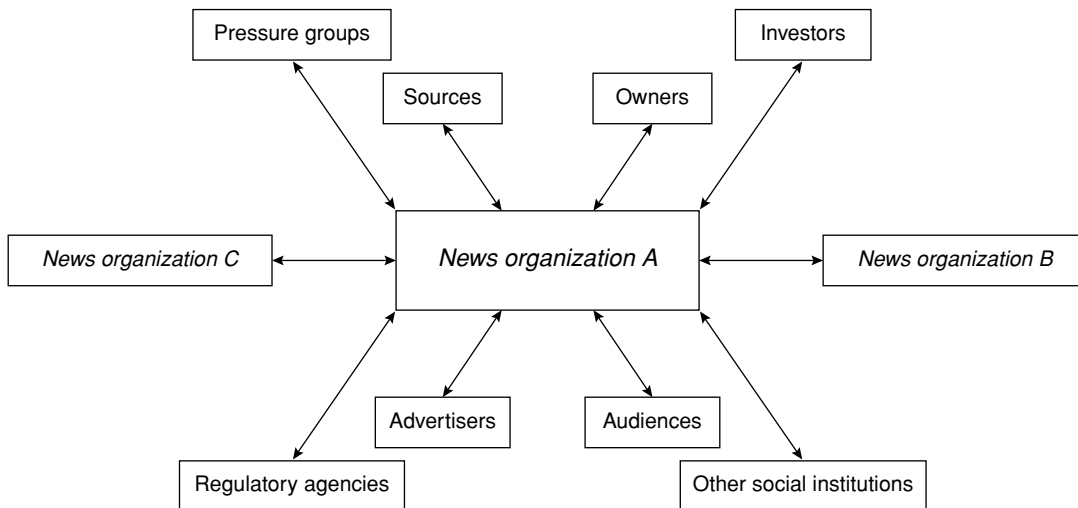 Pressure groups
Investors
Sources
Owners
News organization C
News organization A
News organization B
Advertisers
Audiences
Regulatory agencies
Other social institutions